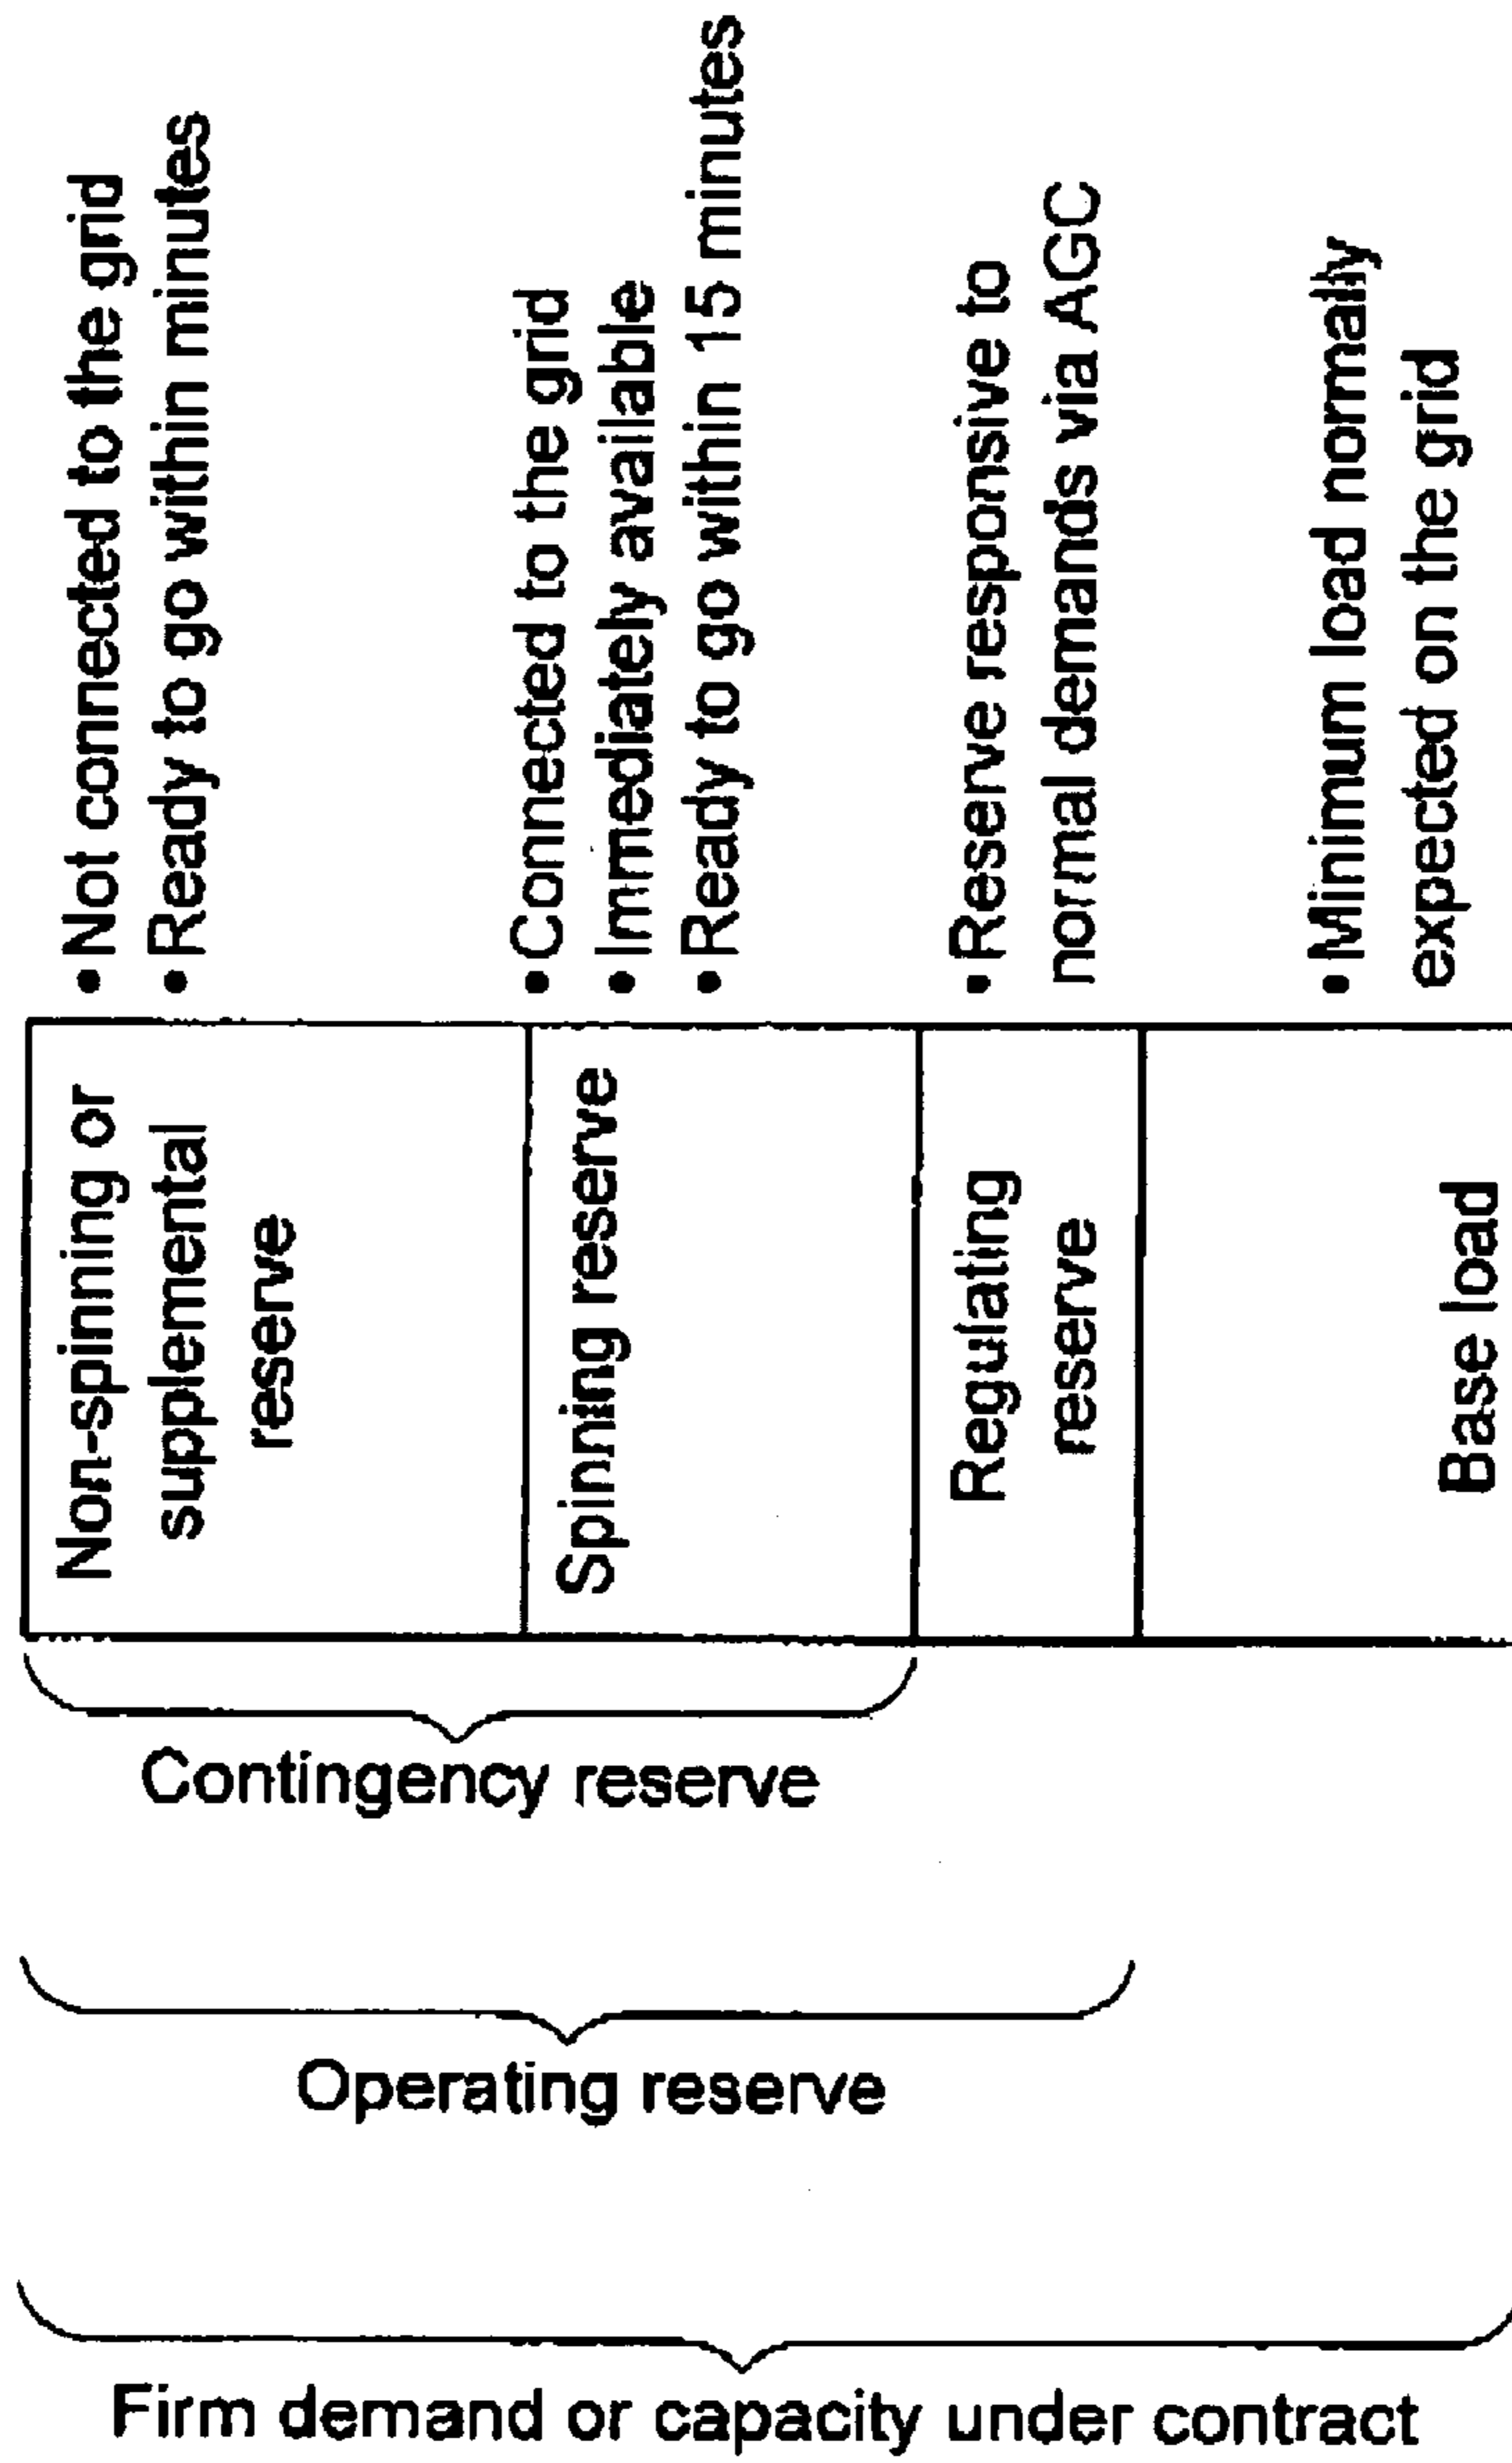 Non-spinning or
supplemental
reserve
• Not connected to the grid
• Ready to go within minutes
Spinning reserve
• Connected to the grid
• Immediately available
• Ready to go within 15 minutes
Regulating
reserve
• Reserve responsive to
normal demands via AGC
Base load
• Minimum load normally
expected on the grid
Contingency reserve
Operating reserve
Firm demand or capacity under contract